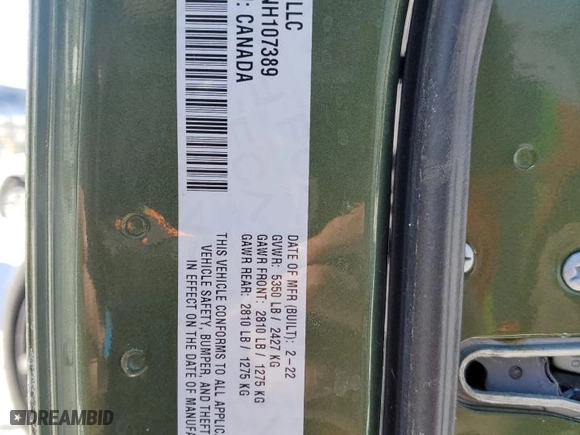 LLC
NH107389
: CANADA
DATE OF MFR (BUILT): 2-22
GVWR: 5350 LB / 2427 KG
GAWR FRONT: 2810 LB / 1275 KG
GAWR REAR: 2810 LB / 1275 KG
THIS VEHICLE CONFORMS TO ALL APPLIC
VEHICLE SAFETY, BUMPER, AND THEFT
IN EFFECT ON THE DATE OF MANUFA
DREAMBID